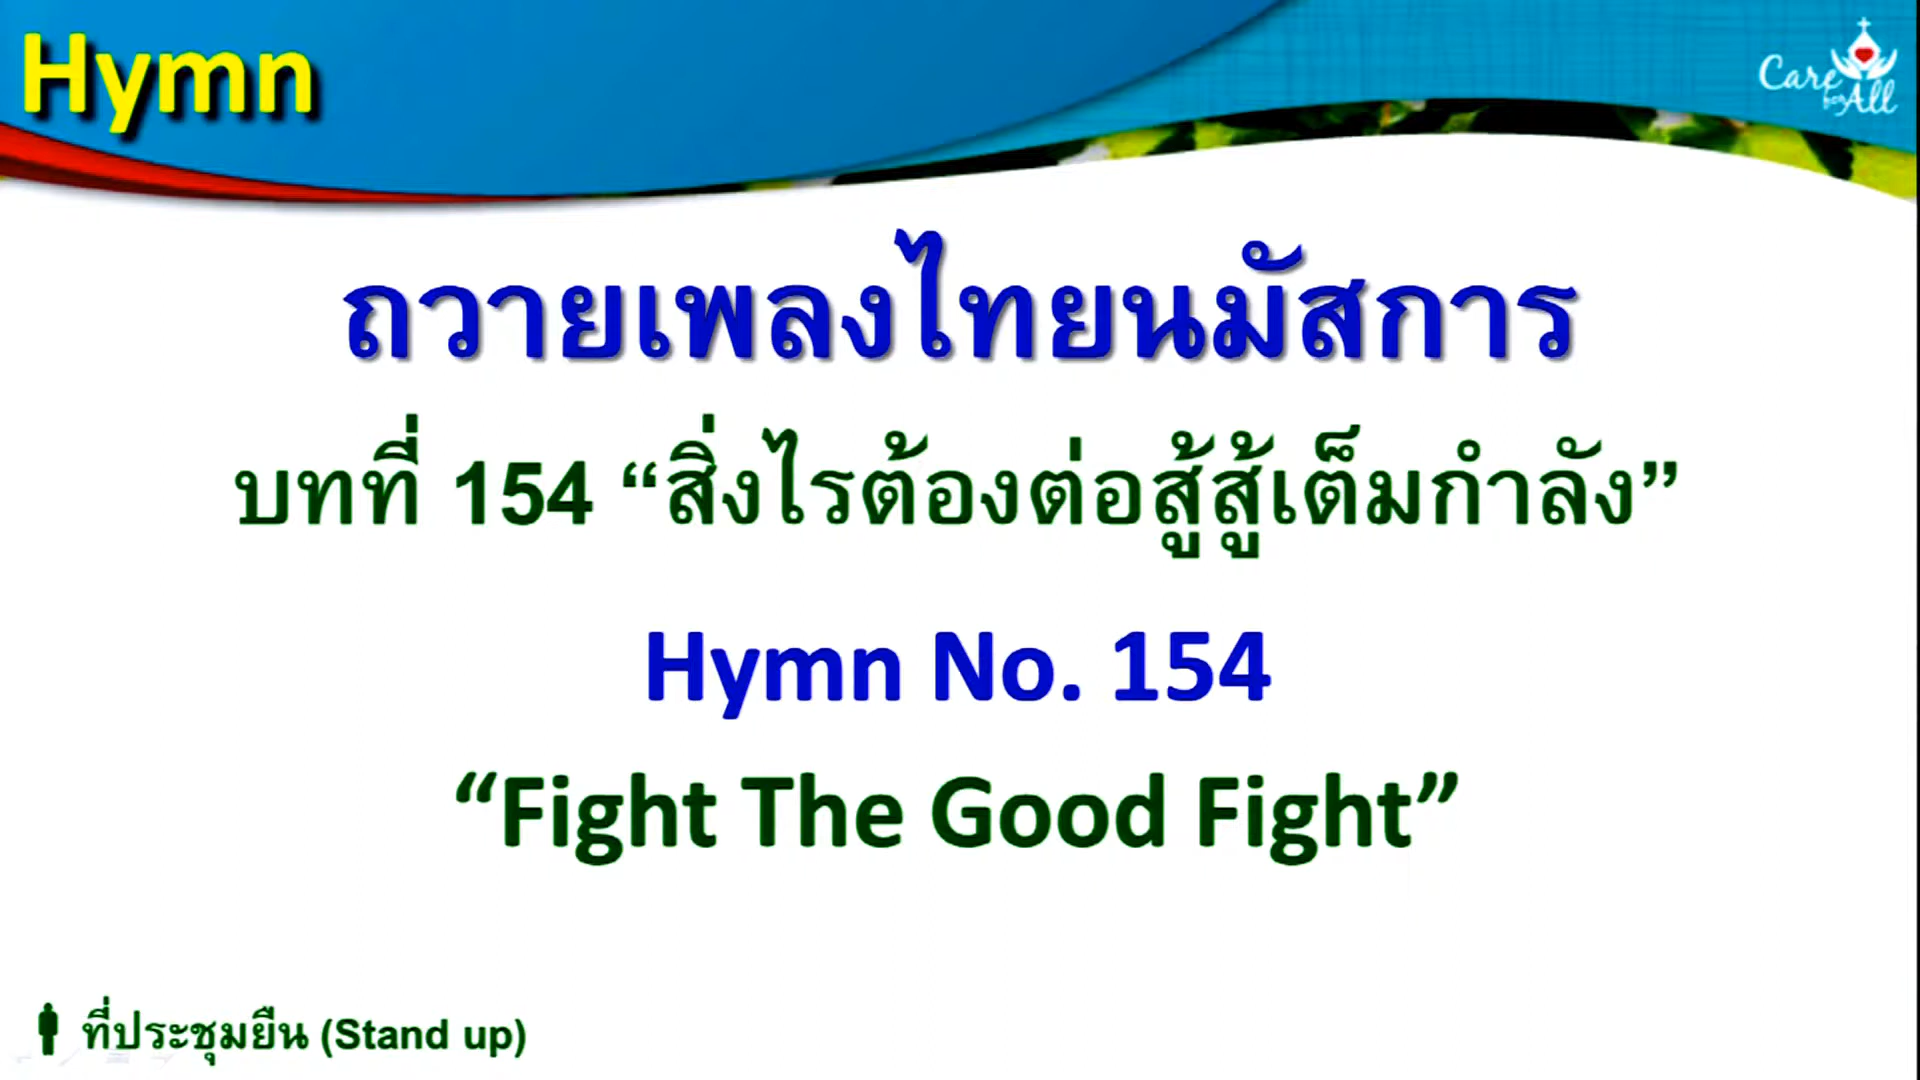 Hymn
Care for All
ถวายเพลงไทยนมัสการ
บทที่ 154 “สิ่งไรต้องต่อสู้สู้เต็มกำลัง”
Hymn No. 154
“Fight The Good Fight”
ที่ประชุมยืน (Stand up)